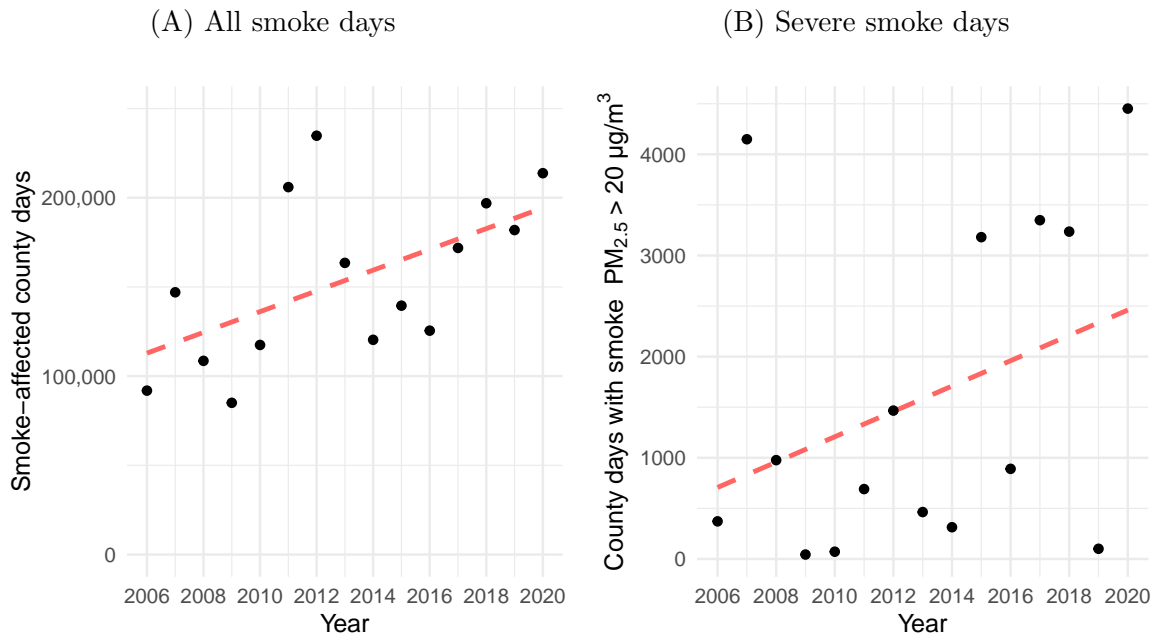 (A) All smoke days
Smoke−affected county days
200,000
100,000
0
2006 2008 2010 2012 2014 2016 2018 2020
Year
(B) Severe smoke days
County days with smoke PM2.5 > 20 µg/m³
4000
3000
2000
1000
0
2006 2008 2010 2012 2014 2016 2018 2020
Year